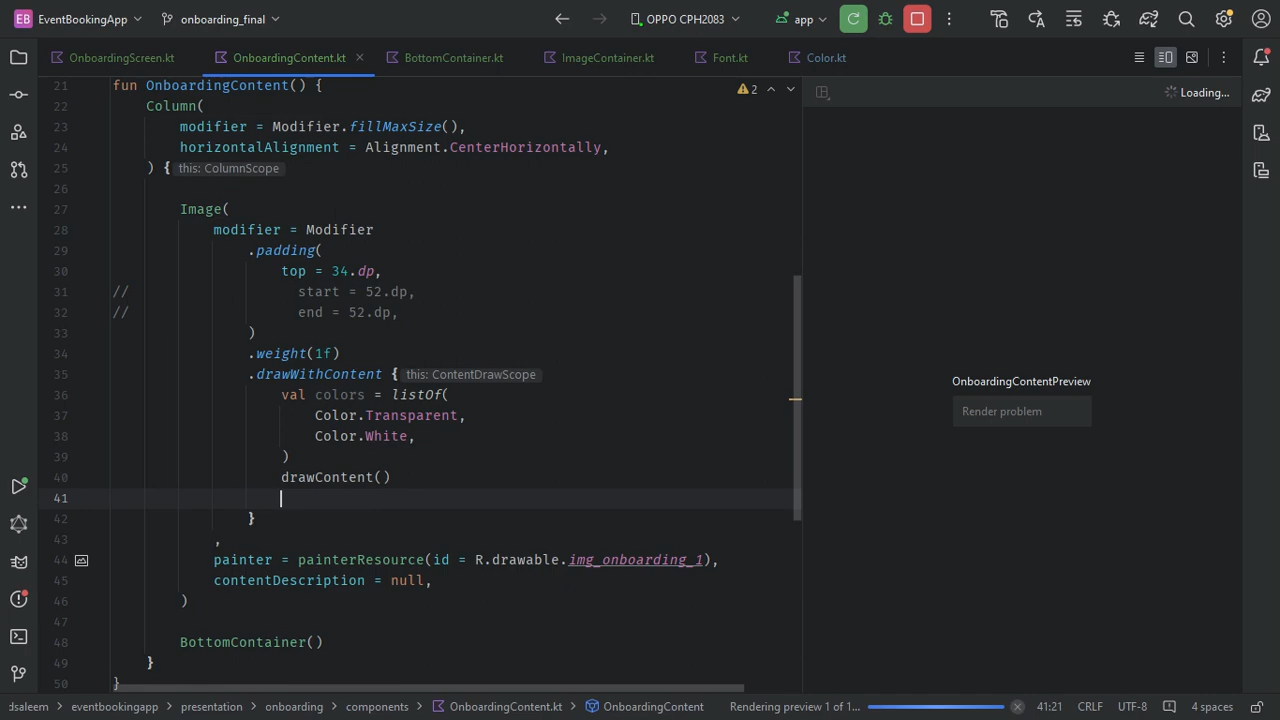 EB EventBookingApp onboarding_final OPPO CPH2083 app
OnboardingScreen.kt OnboardingContent.kt BottomContainer.kt ImageContainer.kt Font.kt Color.kt
21 fun OnboardingContent() { 2
Loading...
22 Column(
23 modifier = Modifier.fillMaxSize(),
24 horizontalAlignment = Alignment.CenterHorizontally,
25 ) { this: ColumnScope
26
27 Image(
28 modifier = Modifier
29 .padding(
30 top = 34.dp,
31 // start = 52.dp,
32 // end = 52.dp,
33 )
34 .weight(1f)
35 .drawWithContent { this: ContentDrawScope
36 val colors = listOf(
37 Color.Transparent,
38 Color.White,
39 )
40 drawContent()
41
42 }
43 ,
44 painter = painterResource(id = R.drawable.img_onboarding_1),
45 contentDescription = null,
46 )
47
48 BottomContainer()
49 }
50 }
OnboardingContentPreview
Render problem
dsaleem eventbookingapp presentation onboarding components OnboardingContent.kt OnboardingContent Rendering preview 1 of 1... 41:21 CRLF UTF-8 4 spaces